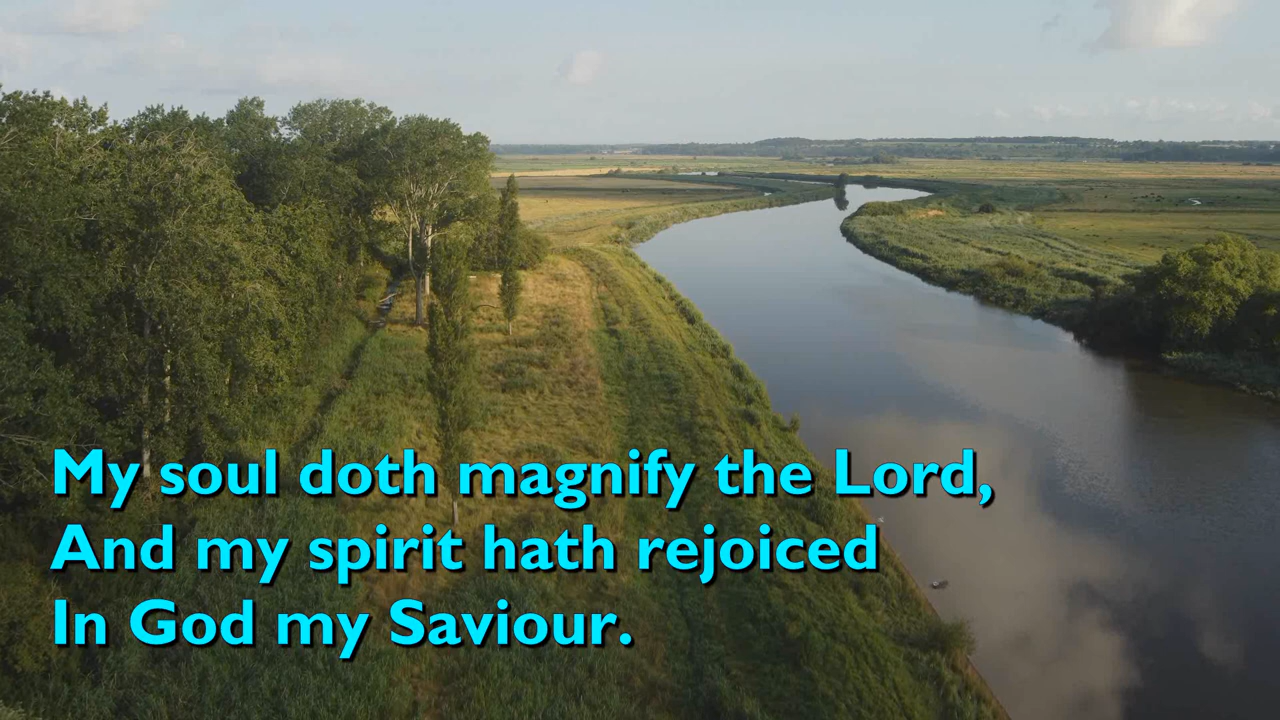 My soul doth magnify the Lord,
And my spirit hath rejoiced
In God my Saviour.